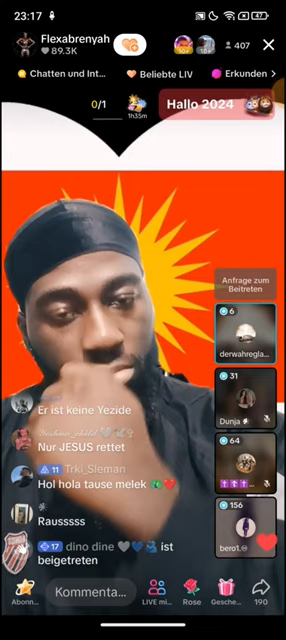 23:17
47
Flexabrenyah
89.3K
407
Chatten und Int...
Beliebte LIV
Erkunden
0/1
1h35m
Hallo 2024
Anfrage zum
Beitreten
6
derwahregla...
31
Dunja
64
156
bero1.
Er ist keine Yezide
Nur JESUS rettet
11 Trkl_Sleman
Hol hola tause melek
Rausssss
17 dino dine ist
beigetreten
Abonn...
Kommenta...
LIVE mi...
Rose
Gesche...
190